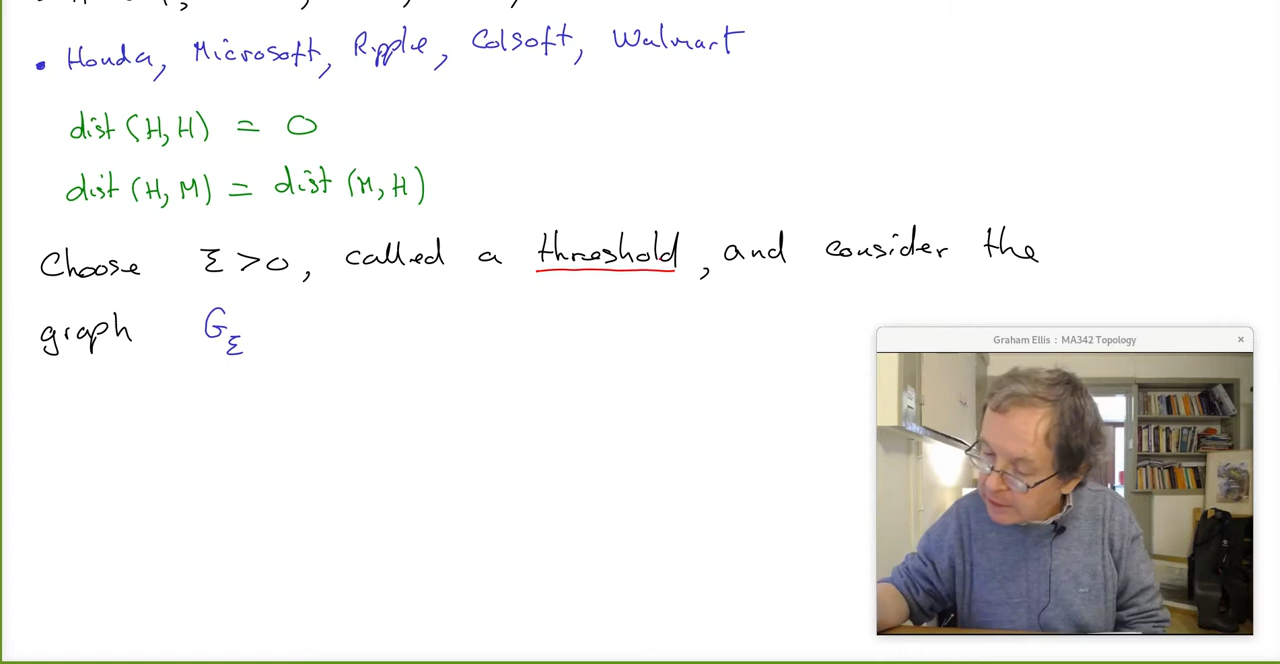 • Honda, Microsoft, Ripple, Colsoft, Walmart
dist (H, H) = 0
dist (H, M) = dist (M, H)
Choose Σ > 0, called a threshold, and consider the
graph G_Σ
Graham Ellis : MA342 Topology ×